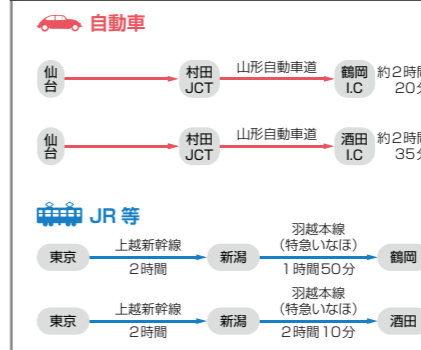 自動車
仙台 村田JCT 山形自動車道 鶴岡I.C 約2時間
20分
仙台 村田JCT 山形自動車道 酒田I.C 約2時間
35分
JR 等
東京 上越新幹線 2時間 新潟 羽越本線 (特急いなほ) 1時間50分 鶴岡
東京 上越新幹線 2時間 新潟 羽越本線 (特急いなほ) 2時間10分 酒田